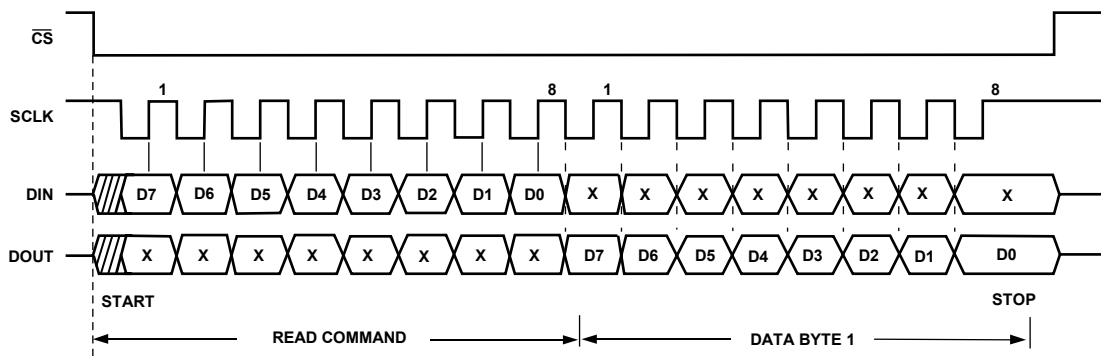 CS
1 8 1 8
SCLK
DIN D7 D6 D5 D4 D3 D2 D1 D0 X X X X X X X X
DOUT X X X X X X X X D7 D6 D5 D4 D3 D2 D1 D0
START STOP
READ COMMAND DATA BYTE 1